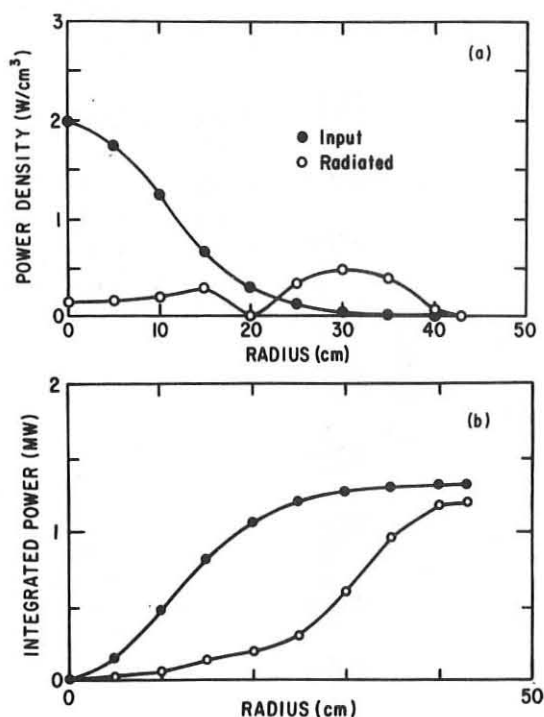 (a)
POWER DENSITY (W/cm³)
3
2
1
0
Input
Radiated
0 10 20 30 40 50
RADIUS (cm)
(b)
INTEGRATED POWER (MW)
2
1
0
0 50
RADIUS (cm)